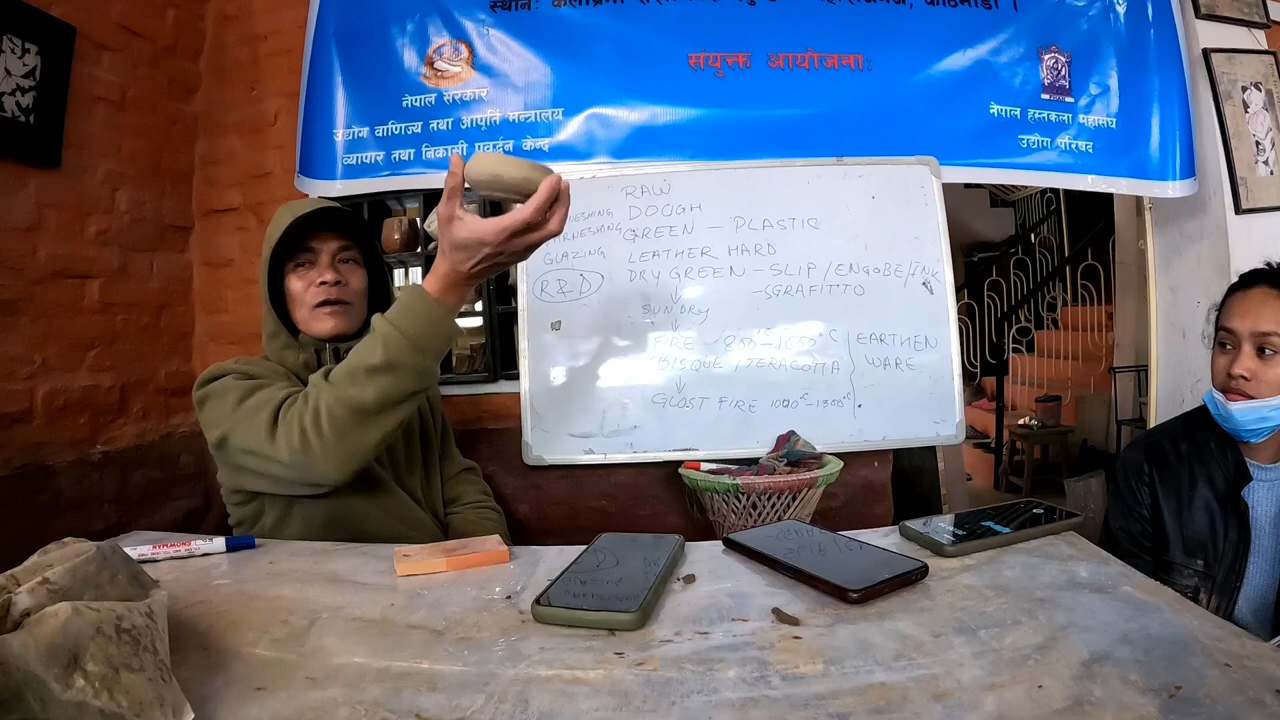 संयुक्त आयोजनाः
नेपाल सरकार
उद्योग वाणिज्य तथा आपूर्ति मन्त्रालय
व्यापार तथा निकासी प्रवर्द्धन केन्द्र
नेपाल हस्तकला महासंघ
उद्योग परिषद
RAW
DOUGH
GREEN - PLASTIC
GLAZING
LEATHER HARD
R&D
DRY GREEN - SLIP / ENGOBE / INK
- SGRAFITTO
SUNDRY
FIRE
EARTHEN
WARE
BISQUE / TERACOTTA
GLOST FIRE 1000°C-1300°C
SNOWMAN